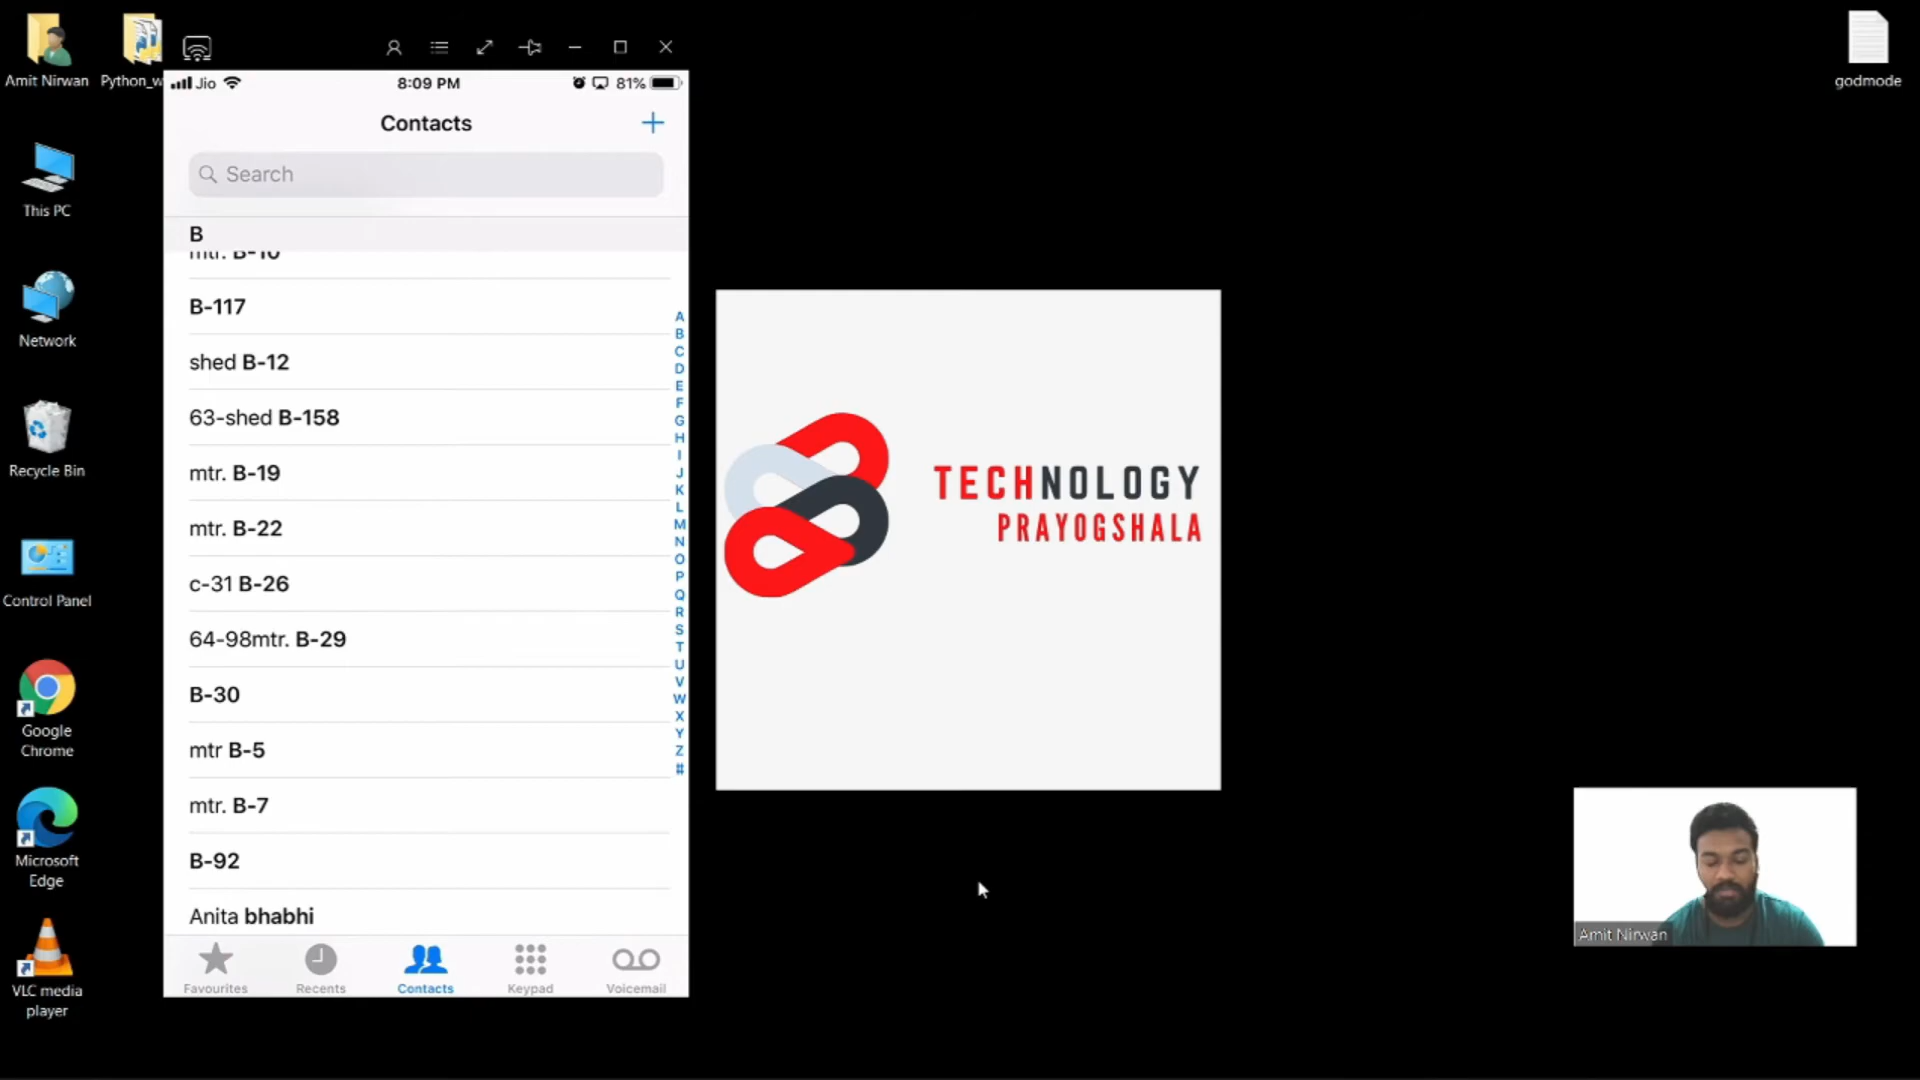 Amit Nirwan
Python_w
This PC
Network
Recycle Bin
Control Panel
Google
Chrome
Microsoft
Edge
VLC media
player
Jio
8:09 PM
81%
Contacts
+
Search
B
mtr. B-10
B-117
shed B-12
63-shed B-158
mtr. B-19
mtr. B-22
c-31 B-26
64-98mtr. B-29
B-30
mtr B-5
mtr. B-7
B-92
Anita bhabhi
A
B
C
D
E
F
G
H
I
J
K
L
M
N
O
P
Q
R
S
T
U
V
W
X
Y
Z
#
Favourites
Recents
Contacts
Keypad
Voicemail
TECHNOLOGY
PRAYOGSHALA
godmode
Amit Nirwan